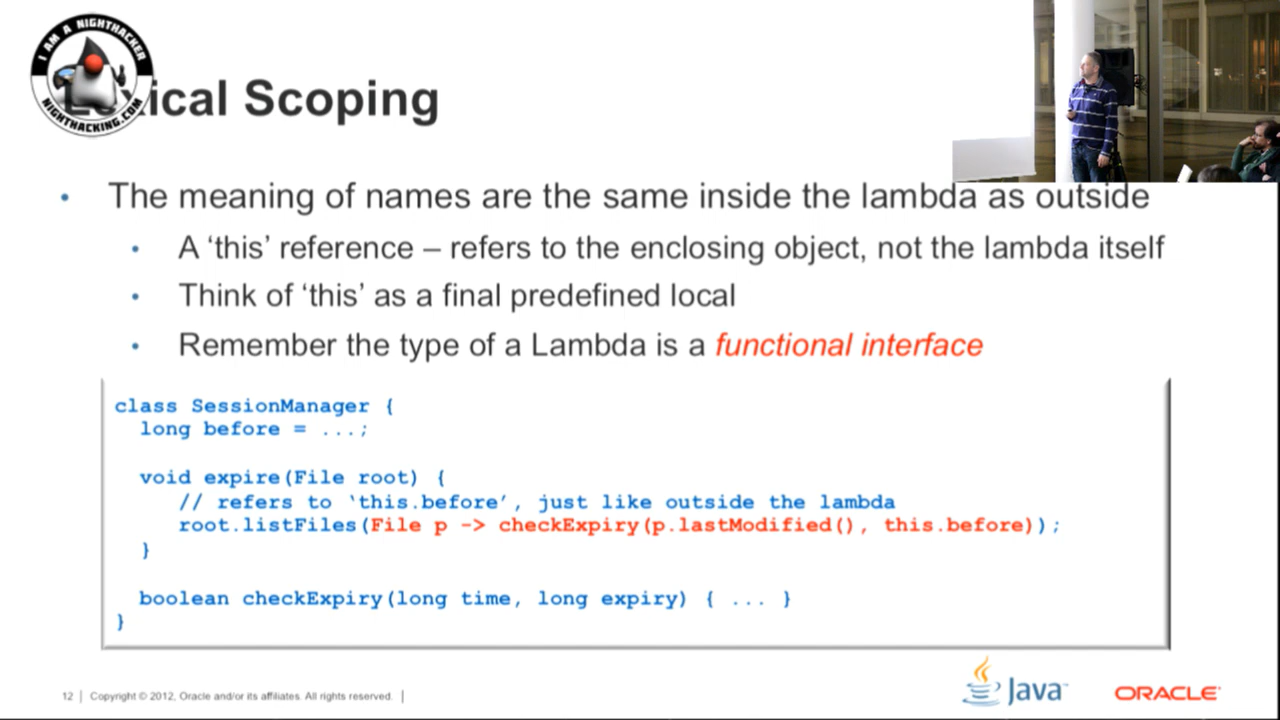 I AM A NIGHTHACKER
NIGHTHACKING.COM
ical Scoping
• The meaning of names are the same inside the lambda as outside
• A ‘this’ reference – refers to the enclosing object, not the lambda itself
• Think of ‘this’ as a final predefined local
• Remember the type of a Lambda is a functional interface
class SessionManager {
long before = ...;
void expire(File root) {
// refers to ‘this.before’, just like outside the lambda
root.listFiles(File p -> checkExpiry(p.lastModified(), this.before));
}
boolean checkExpiry(long time, long expiry) { ... }
}
12 | Copyright © 2012, Oracle and/or its affiliates. All rights reserved. |
Java™
ORACLE®